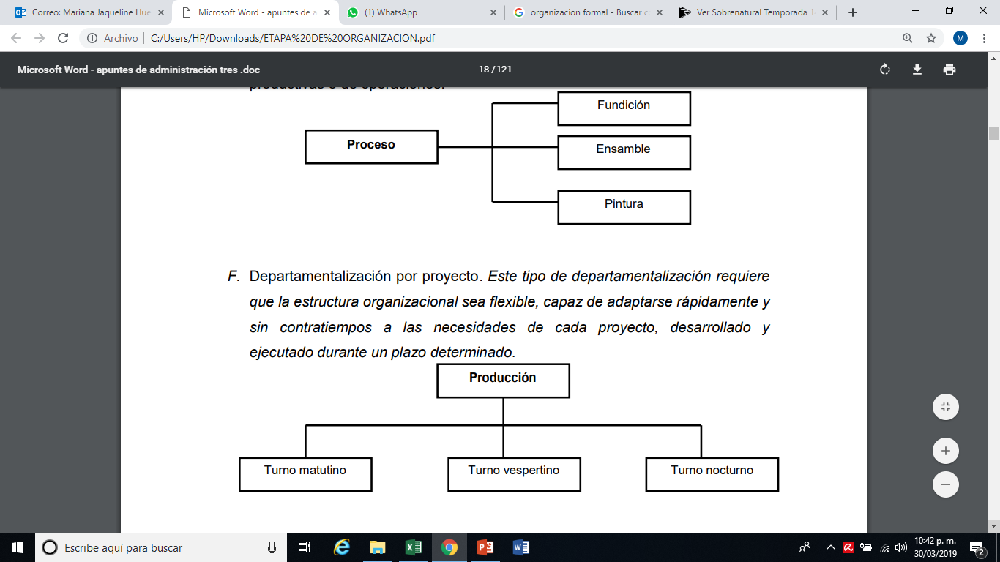 Correo: Mariana Jaqueline Hue
Microsoft Word - apuntes de a
(1) WhatsApp
organizacion formal - Buscar c
Ver Sobrenatural Temporada 1
Archivo
C:/Users/HP/Downloads/ETAPA%20DE%20ORGANIZACION.pdf
M
Microsoft Word - apuntes de administración tres .doc
18 / 121
productivas o de operaciones.
Fundición
Proceso
Ensamble
Pintura
F. Departamentalización por proyecto. Este tipo de departamentalización requiere
que la estructura organizacional sea flexible, capaz de adaptarse rápidamente y
sin contratiempos a las necesidades de cada proyecto, desarrollado y
ejecutado durante un plazo determinado.
Producción
Turno matutino
Turno vespertino
Turno nocturno
Escribe aquí para buscar
10:42 p. m.
30/03/2019
2